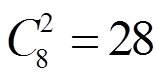 $C_8^2 = 28$